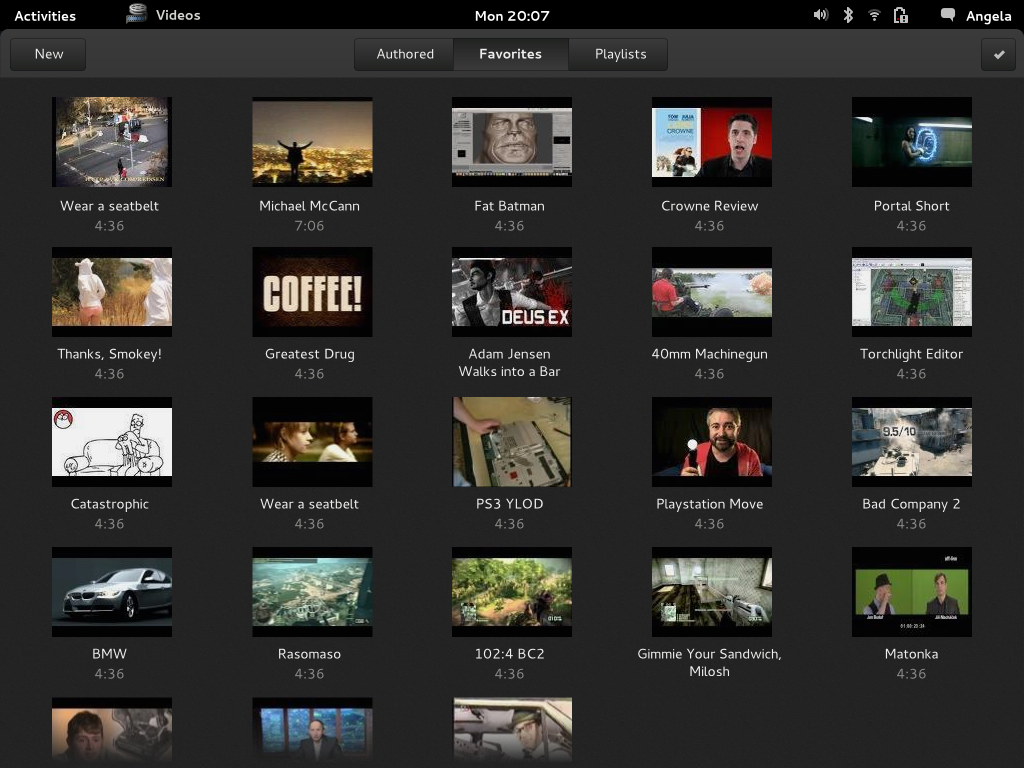 Activities
Videos
Mon 20:07
Angela
New
Authored
Favorites
Playlists
TOM JULIA
CROWNE
Wear a seatbelt
Michael McCann
Fat Batman
Crowne Review
Portal Short
4:36
7:06
4:36
4:36
4:36
COFFEE!
DEUS EX
Thanks, Smokey!
Greatest Drug
Adam Jensen
Walks into a Bar
40mm Machinegun
Torchlight Editor
4:36
4:36
4:36
4:36
9.5/10
Catastrophic
Wear a seatbelt
PS3 YLOD
Playstation Move
Bad Company 2
4:36
4:36
4:36
4:36
4:36
off-line
BMW
Rasomaso
102:4 BC2
Gimmie Your Sandwich,
Milosh
Matonka
4:36
4:36
4:36
4:36